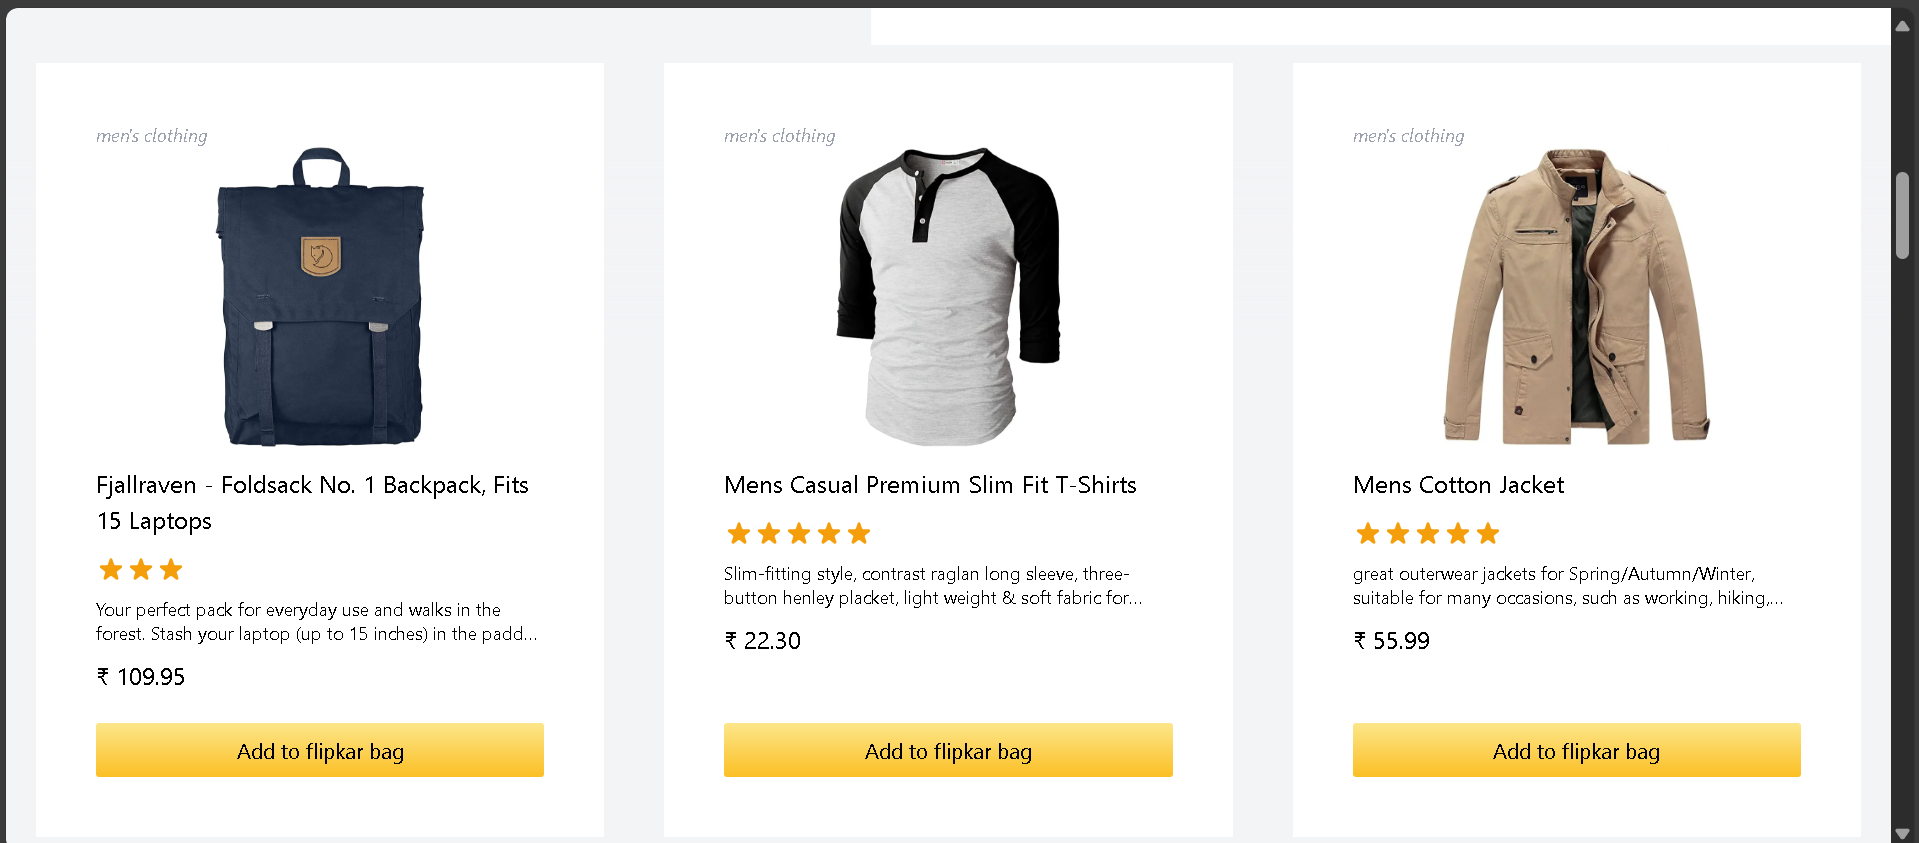 men's clothing
Fjallraven - Foldsack No. 1 Backpack, Fits
15 Laptops
Your perfect pack for everyday use and walks in the
forest. Stash your laptop (up to 15 inches) in the padd...
₹ 109.95
Add to flipkar bag
men's clothing
Mens Casual Premium Slim Fit T-Shirts
Slim-fitting style, contrast raglan long sleeve, three-
button henley placket, light weight & soft fabric for...
₹ 22.30
Add to flipkar bag
men's clothing
Mens Cotton Jacket
great outerwear jackets for Spring/Autumn/Winter,
suitable for many occasions, such as working, hiking,...
₹ 55.99
Add to flipkar bag